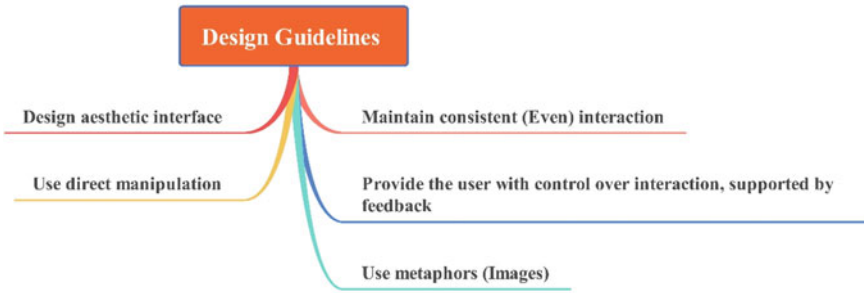 Design Guidelines
Design aesthetic interface
Maintain consistent (Even) interaction
Use direct manipulation
Provide the user with control over interaction, supported by
feedback
Use metaphors (Images)